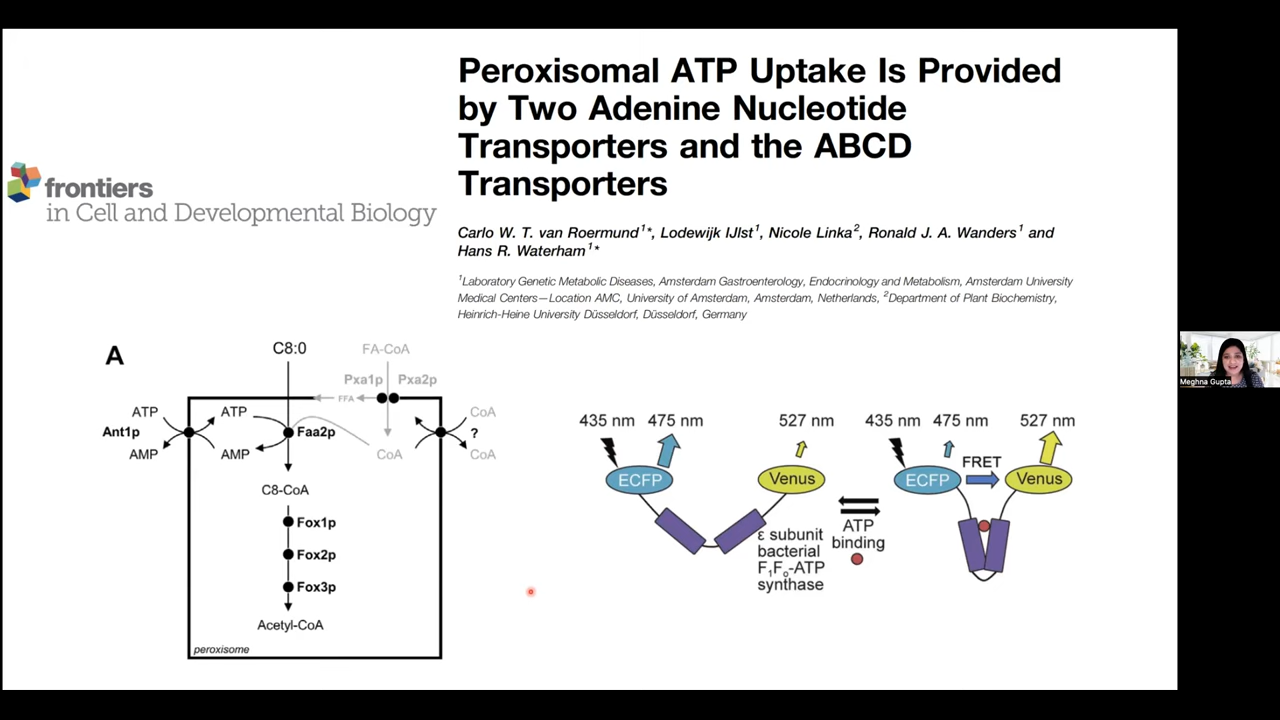 Peroxisomal ATP Uptake Is Provided
by Two Adenine Nucleotide
Transporters and the ABCD
Transporters
frontiers
in Cell and Developmental Biology
Carlo W. T. van Roermund1*, Lodewijk IJlst1, Nicole Linka2, Ronald J. A. Wanders1 and
Hans R. Waterham1*
1Laboratory Genetic Metabolic Diseases, Amsterdam Gastroenterology, Endocrinology and Metabolism, Amsterdam University
Medical Centers—Location AMC, University of Amsterdam, Amsterdam, Netherlands, 2Department of Plant Biochemistry,
Heinrich-Heine University Düsseldorf, Düsseldorf, Germany
A
C8:0
FA-CoA
Pxa1p
Pxa2p
FFA
ATP
ATP
CoA
Ant1p
Faa2p
?
AMP
AMP
CoA
CoA
C8-CoA
Fox1p
Fox2p
Fox3p
Acetyl-CoA
peroxisome
435 nm
475 nm
527 nm
ECFP
Venus
ε subunit
bacterial
F1Fo-ATP
synthase
ATP
binding
435 nm
475 nm
527 nm
FRET
ECFP
Venus
Meghna Gupta